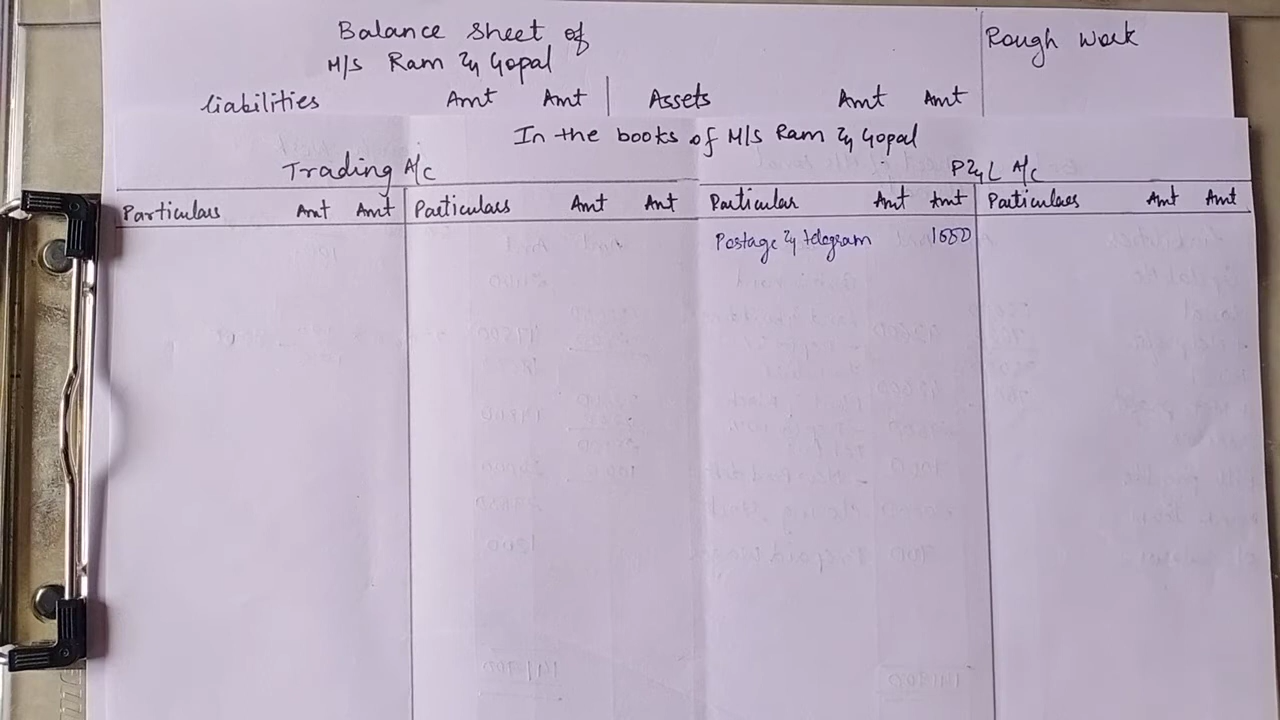 Balance Sheet of
M/S Ram & Gopal
Rough Work
Liabilities Amt Amt Assets Amt Amt
In the books of M/S Ram & Gopal
Trading A/c P & L A/c
Particulars Amt Amt Particulars Amt Amt Particular Amt Amt Particulars Amt Amt
Postage & telegram